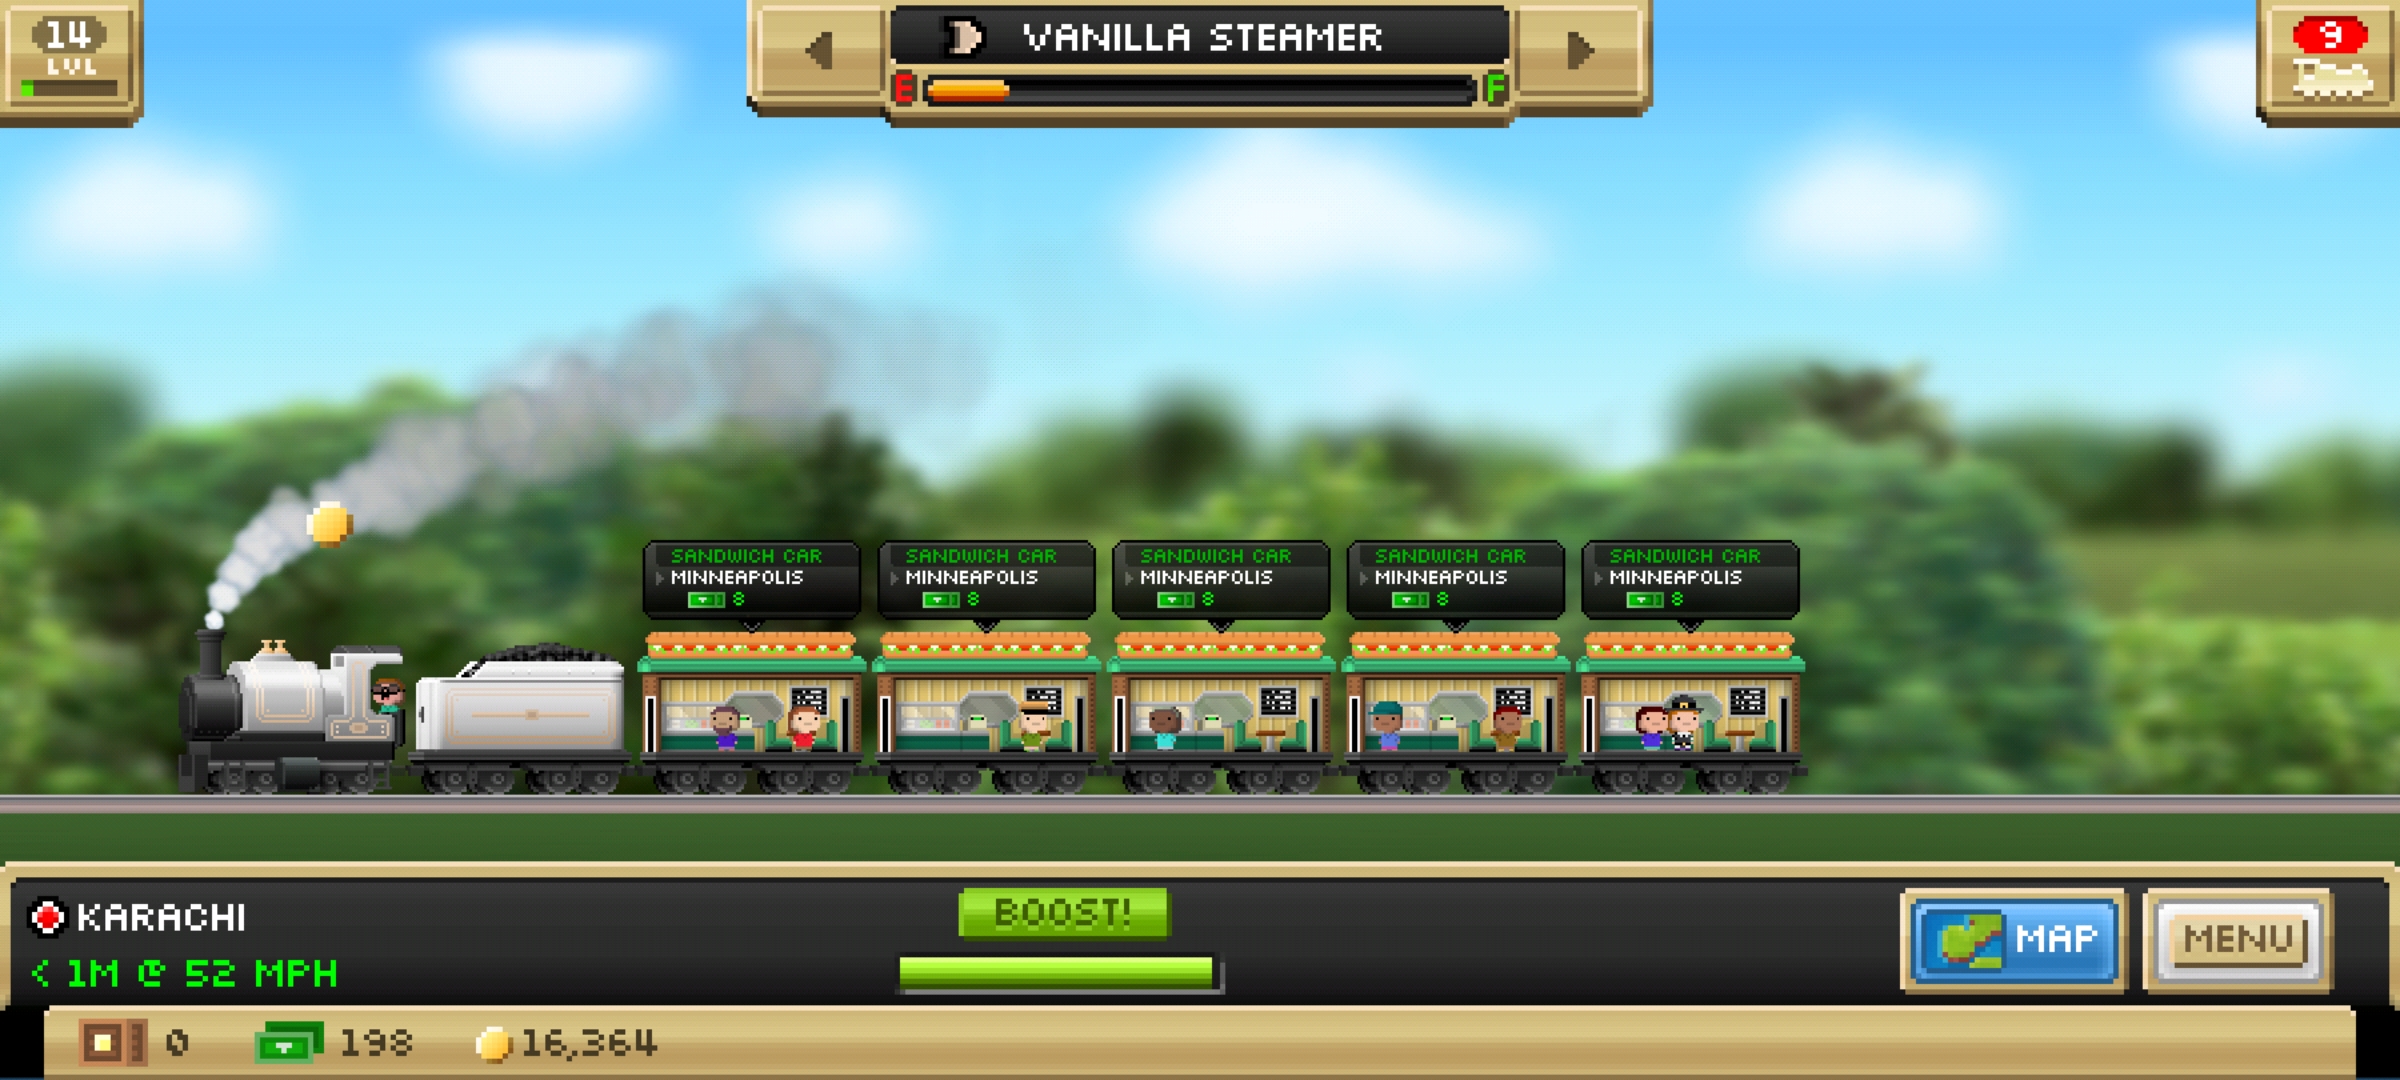 14
LVL
VANILLA STEAMER
E F
9
SANDWICH CAR
MINNEAPOLIS
8
SANDWICH CAR
MINNEAPOLIS
8
SANDWICH CAR
MINNEAPOLIS
8
SANDWICH CAR
MINNEAPOLIS
8
SANDWICH CAR
MINNEAPOLIS
8
KARACHI
< 1M @ 52 MPH
BOOST!
MAP
MENU
0
198
16,364